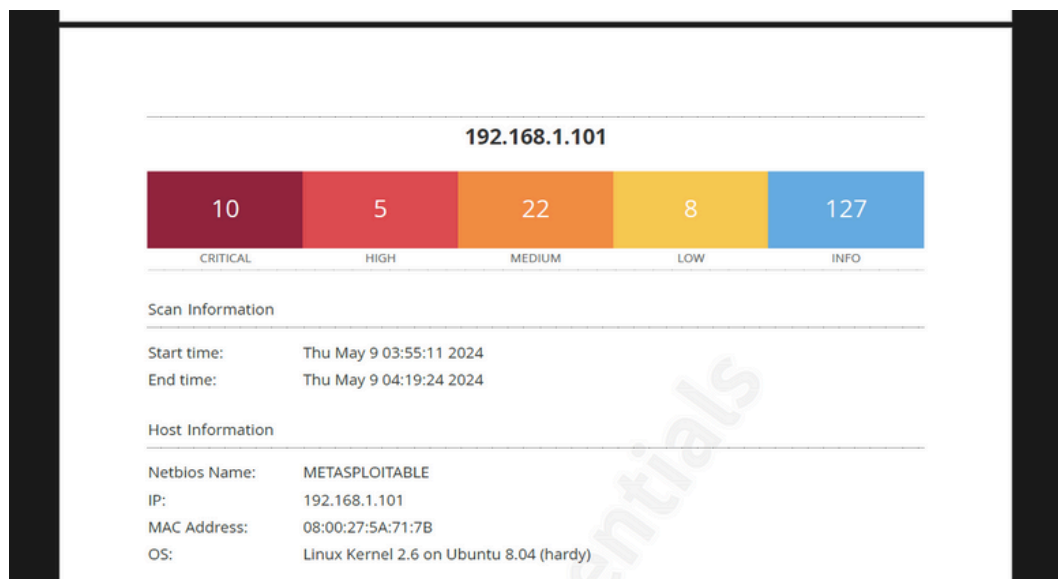 192.168.1.101
10 5 22 8 127
CRITICAL HIGH MEDIUM LOW INFO
Scan Information
Start time: Thu May 9 03:55:11 2024
End time: Thu May 9 04:19:24 2024
Host Information
Netbios Name: METASPLOITABLE
IP: 192.168.1.101
MAC Address: 08:00:27:5A:71:7B
OS: Linux Kernel 2.6 on Ubuntu 8.04 (hardy)
entials